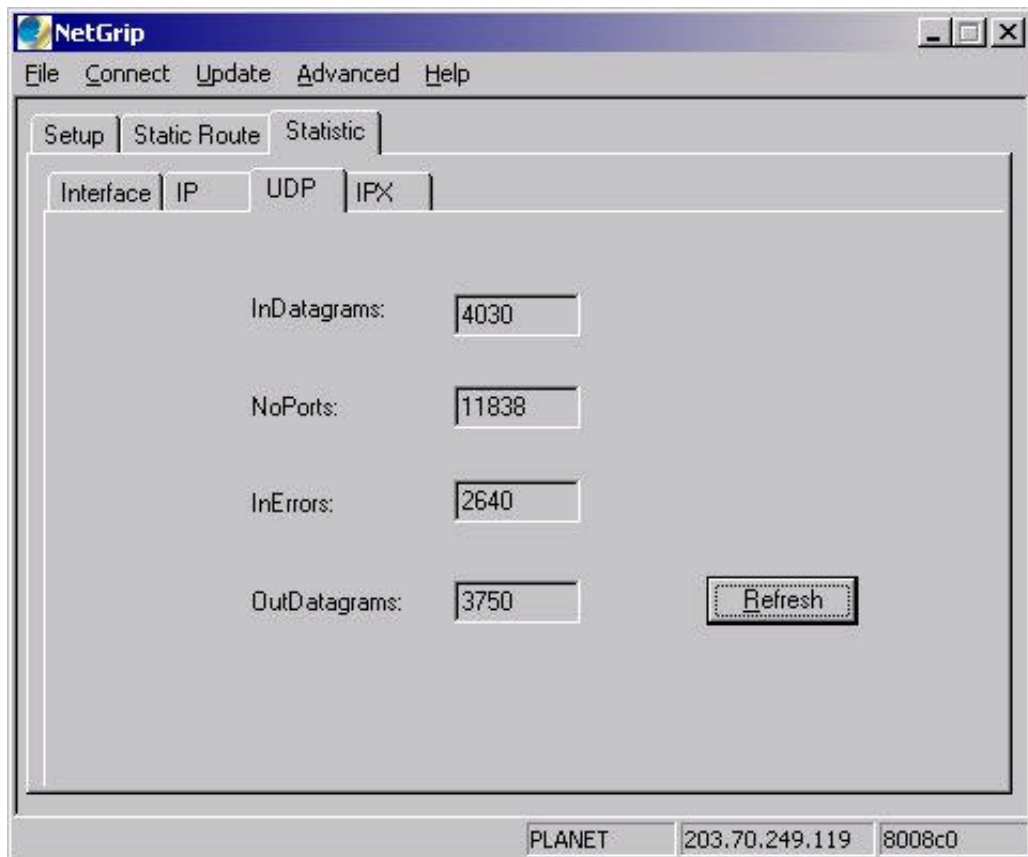 NetGrip
File Connect Update Advanced Help
Setup Static Route Statistic
Interface IP UDP IPX
InDatagrams: 4030
NoPorts: 11838
InErrors: 2640
OutDatagrams: 3750 Refresh
PLANET 203.70.249.119 8008c0